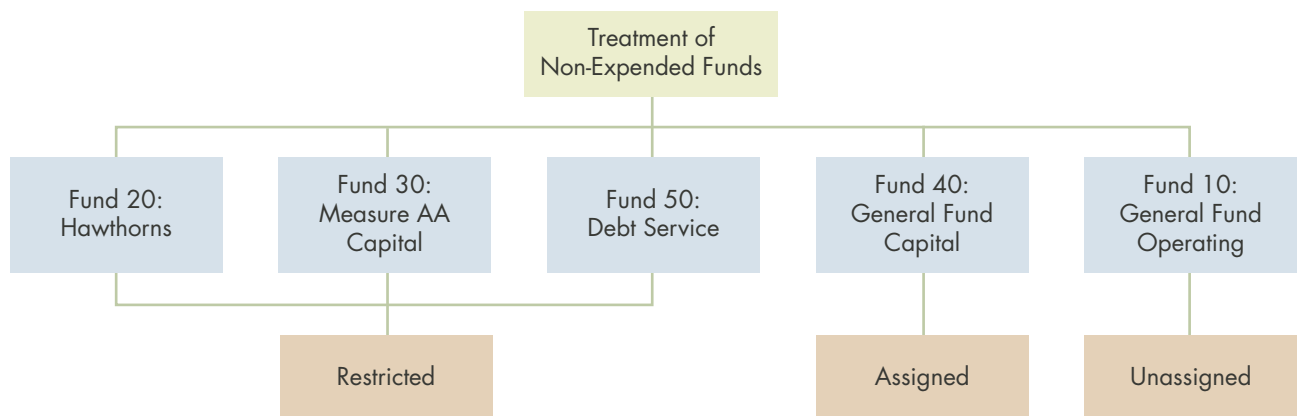 Treatment of
Non-Expended Funds
Fund 20:
Hawthorns
Fund 30:
Measure AA
Capital
Fund 50:
Debt Service
Fund 40:
General Fund
Capital
Fund 10:
General Fund
Operating
Restricted
Assigned
Unassigned